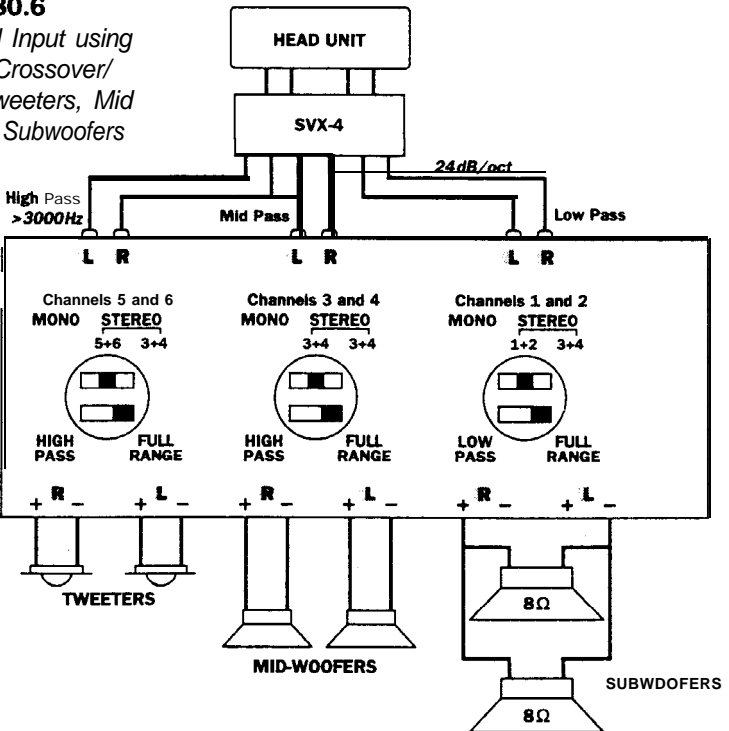 30.6
Input using
Crossover/
weeters, Mid
Subwoofers
HEAD UNIT
SVX-4
24dB/oct
High Pass
>3000Hz
Mid Pass
Low Pass
L R
L R
L R
Channels 5 and 6
MONO STEREO
5+6 3+4
Channels 3 and 4
MONO STEREO
3+4 3+4
Channels 1 and 2
MONO STEREO
1+2 3+4
HIGH PASS
FULL RANGE
HIGH PASS
FULL RANGE
LOW PASS
FULL RANGE
+ R − + L −
+ R − + L −
+ R − + L −
TWEETERS
MID-WOOFERS
8Ω
SUBWDOFERS
8Ω